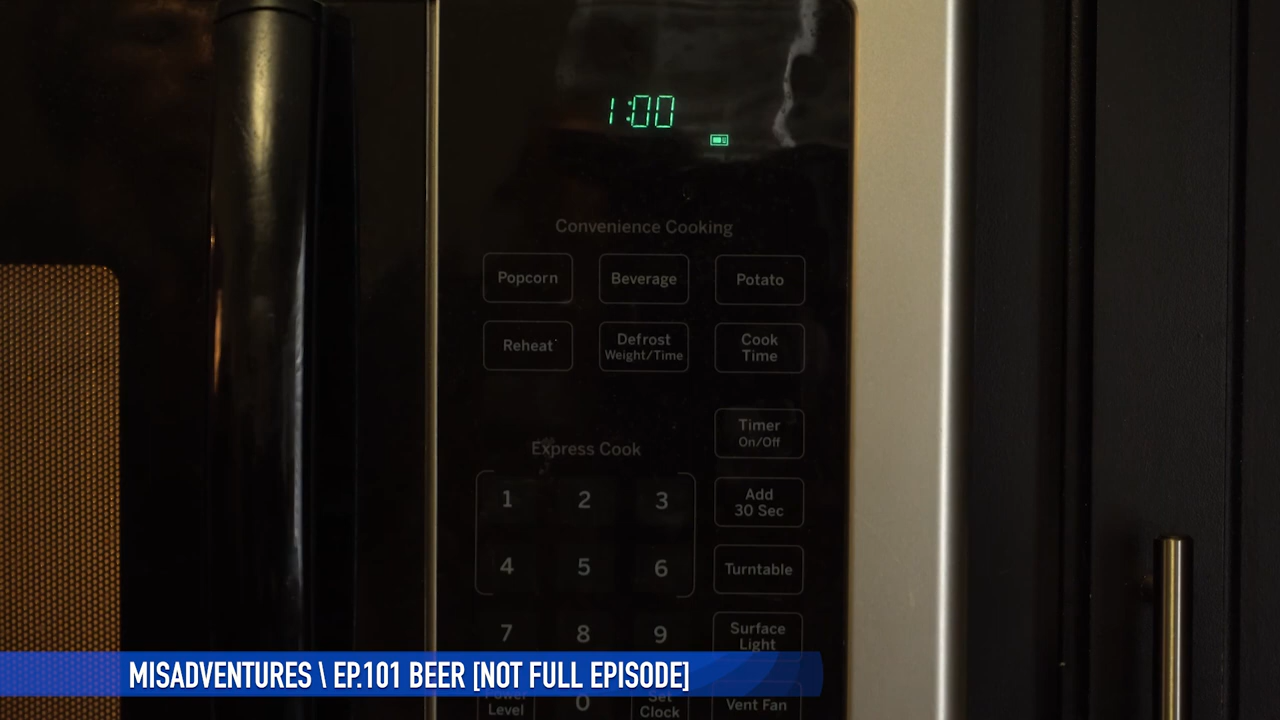 1:00
Convenience Cooking
Popcorn
Beverage
Potato
Reheat
Defrost
Weight/Time
Cook
Time
Timer
On/Off
Express Cook
1 2 3
Add
30 Sec
4 5 6
Turntable
7 8 9
Surface
Light
MISADVENTURES \ EP.101 BEER [NOT FULL EPISODE]
Power
Level
0
Set
Clock
Vent Fan